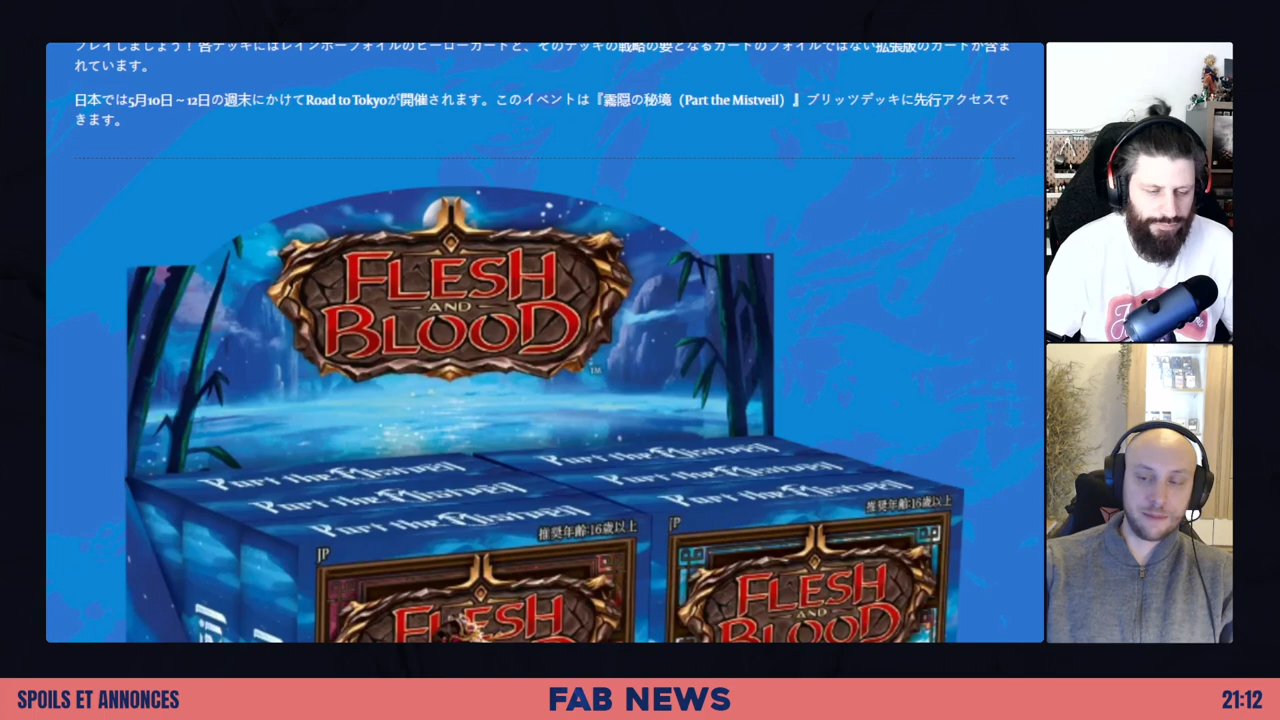 プレイしましょう！各デッキにはレインボーフォイルのヒーローカードと、そのデッキの戦略の要となるカードのフォイルではない拡張版のカードが含ま
れています。
日本では5月10日～12日の週末にかけてRoad to Tokyoが開催されます。このイベントは『霧隠の秘境（Part the Mistveil）』ブリッツデッキに先行アクセスで
きます。
FLESH
AND
BLOOD
TM
Part the Mistveil
Part the Mistveil
Part the Mistveil
Part the Mistveil
Part the Mistveil
Part the Mistveil
推奨年齢:16歳以上
推奨年齢:16歳以上
JP
JP
FLESH
FLESH
AND
BLOOD
SPOILS ET ANNONCES
FAB NEWS
21:12